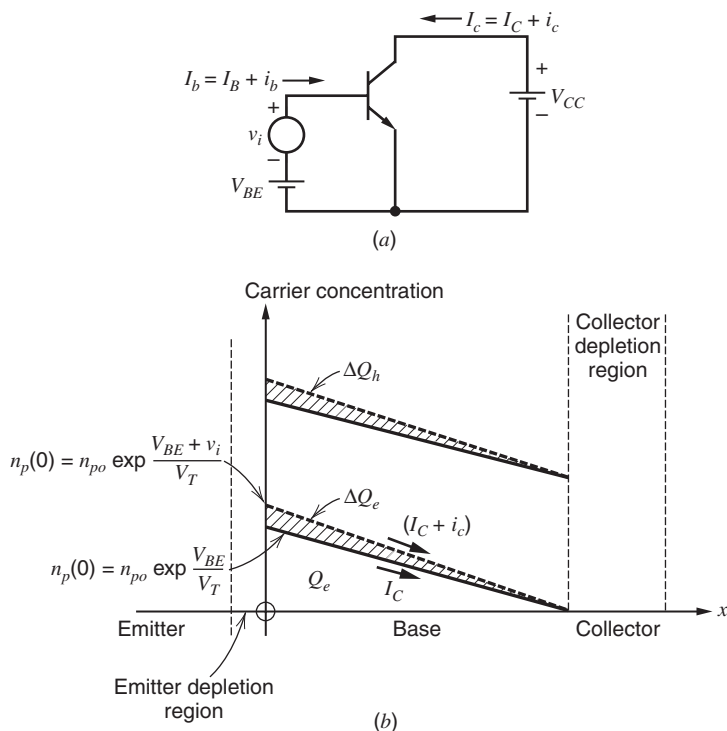 I_c = I_C + i_c
I_b = I_B + i_b
+
v_i
−
V_BE
+
V_CC
−
(a)
Carrier concentration
Collector
depletion
region
ΔQ_h
n_p(0) = n_po exp (V_BE + v_i)/V_T
ΔQ_e
(I_C + i_c)
n_p(0) = n_po exp V_BE/V_T
Q_e
I_C
x
Emitter
Base
Collector
Emitter depletion
region
(b)